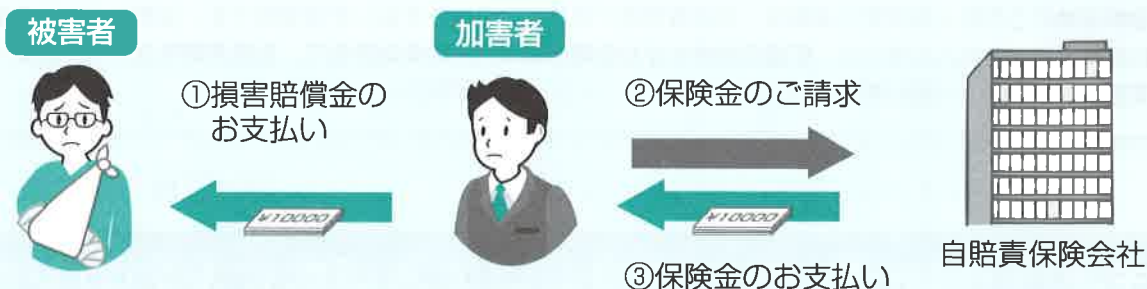 被害者
加害者
①損害賠償金の
お支払い
②保険金のご請求
¥10000
¥10000
③保険金のお支払い
自賠責保険会社